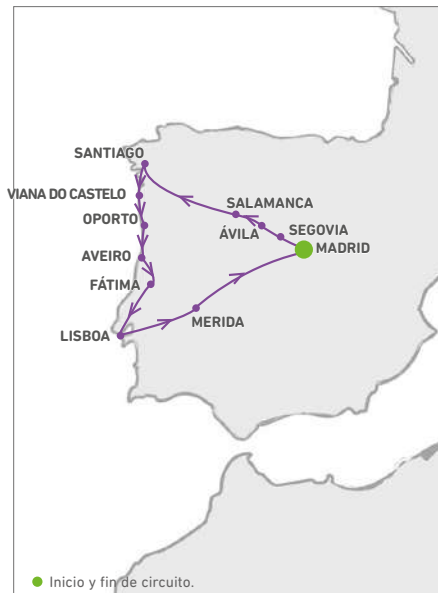 SANTIAGO
VIANA DO CASTELO
SALAMANCA
OPORTO
ÁVILA
SEGOVIA
MADRID
AVEIRO
FÁTIMA
MERIDA
LISBOA
Inicio y fin de circuito.